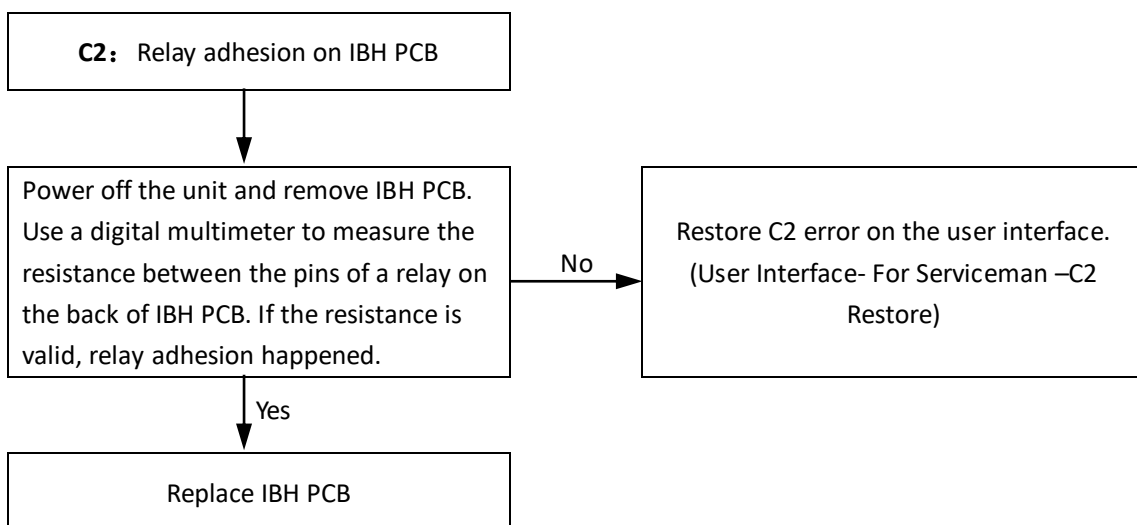 C2： Relay adhesion on IBH PCB
Power off the unit and remove IBH PCB.
Use a digital multimeter to measure the
resistance between the pins of a relay on
the back of IBH PCB. If the resistance is
valid, relay adhesion happened.
No
Restore C2 error on the user interface.
(User Interface- For Serviceman –C2
Restore)
Yes
Replace IBH PCB